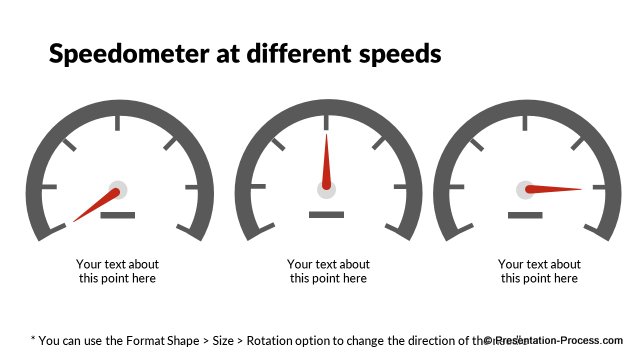 Speedometer at different speeds
Your text about
this point here
Your text about
this point here
Your text about
this point here
* You can use the Format Shape > Size > Rotation option to change the direction of the
© Presentation-Process.com